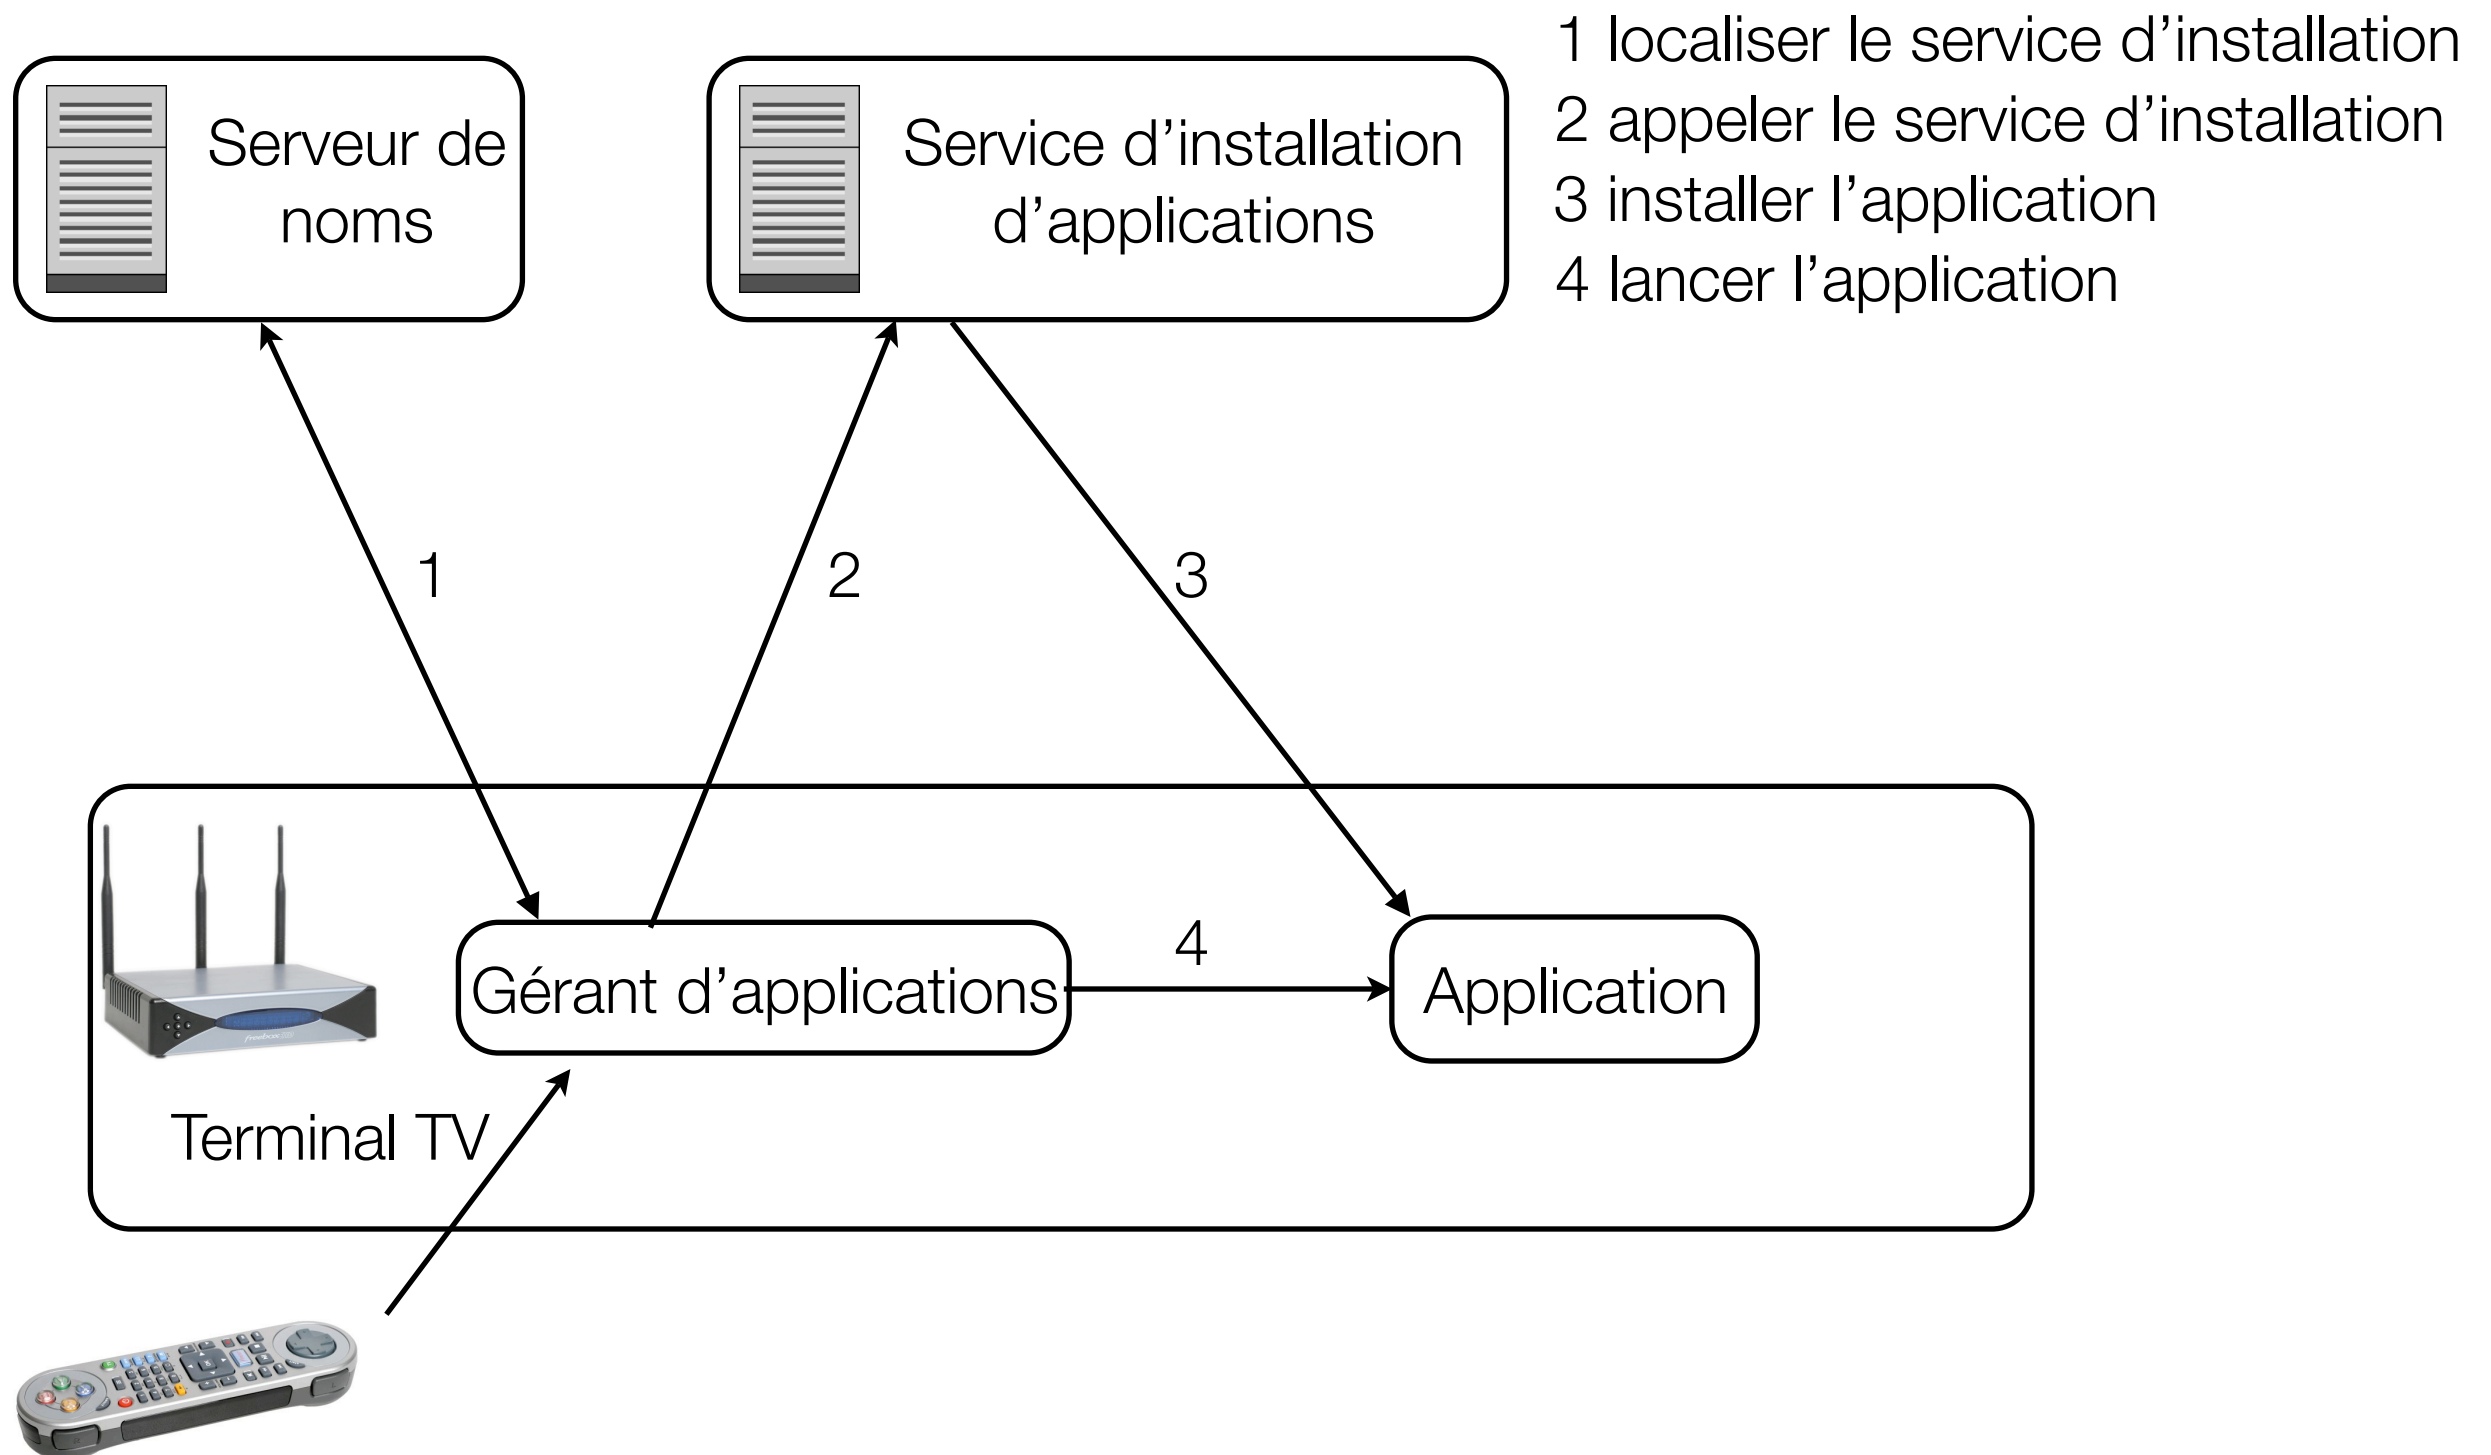 1 localiser le service d’installation
2 appeler le service d’installation
3 installer l’application
4 lancer l’application
Serveur de
noms
Service d’installation
d’applications
1
2
3
4
Gérant d’applications
Application
freebox
Terminal TV